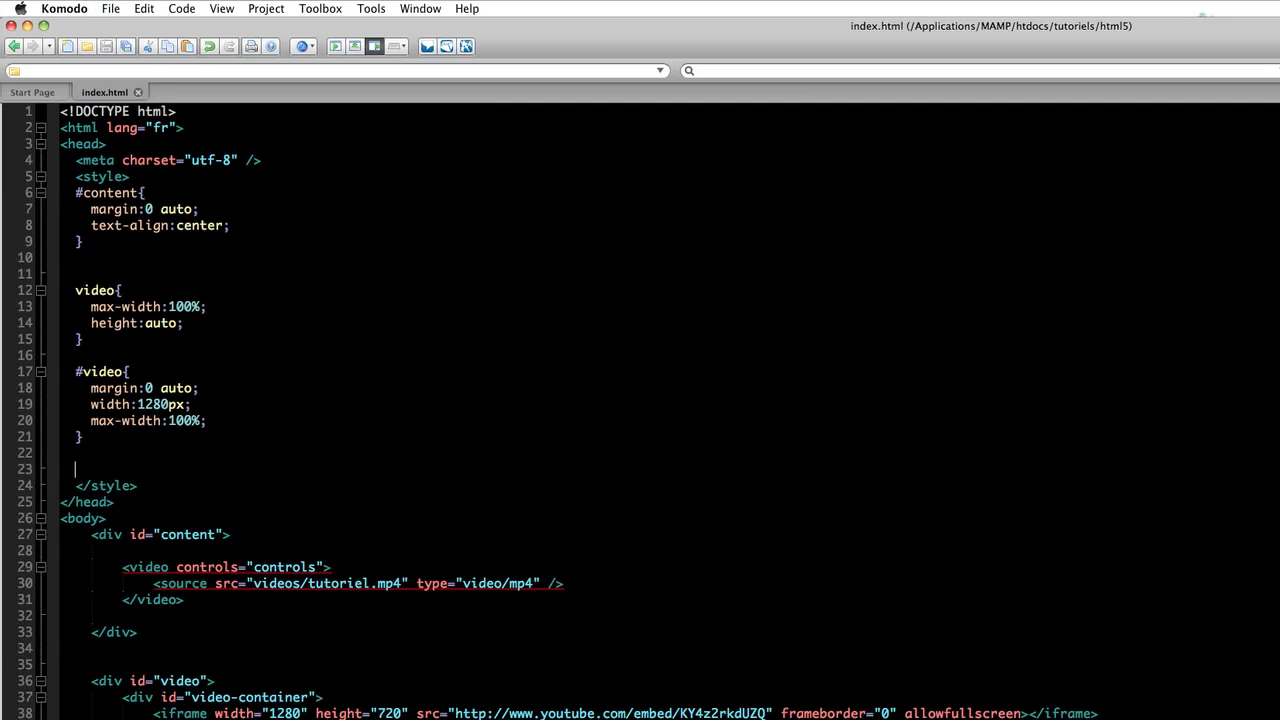 Komodo File Edit Code View Project Toolbox Tools Window Help
index.html (/Applications/MAMP/htdocs/tutoriels/html5)
Start Page index.html
1 <!DOCTYPE html>
2 <html lang="fr">
3 <head>
4 <meta charset="utf-8" />
5 <style>
6 #content{
7 margin:0 auto;
8 text-align:center;
9 }
10
11
12 video{
13 max-width:100%;
14 height:auto;
15 }
16
17 #video{
18 margin:0 auto;
19 width:1280px;
20 max-width:100%;
21 }
22
23
24 </style>
25 </head>
26 <body>
27 <div id="content">
28
29 <video controls="controls">
30 <source src="videos/tutoriel.mp4" type="video/mp4" />
31 </video>
32
33 </div>
34
35
36 <div id="video">
37 <div id="video-container">
38 <iframe width="1280" height="720" src="http://www.youtube.com/embed/KY4z2rkdUZQ" frameborder="0" allowfullscreen></iframe>